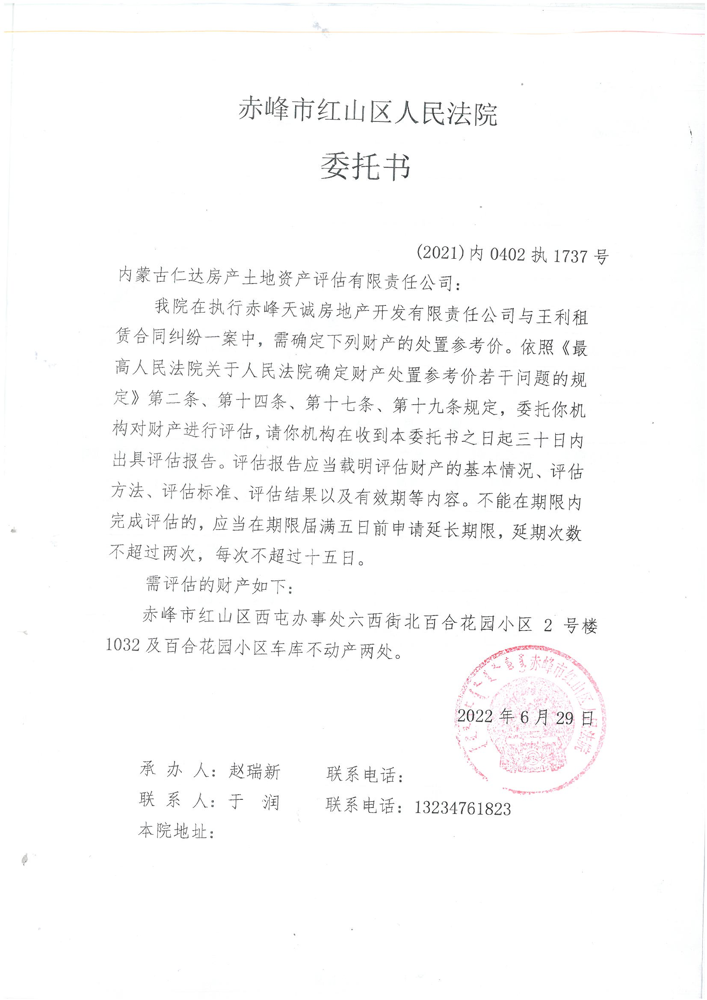 赤峰市红山区人民法院
委托书
(2021)内 0402 执 1737 号
内蒙古仁达房产土地资产评估有限责任公司：
我院在执行赤峰天诚房地产开发有限责任公司与王利租
赁合同纠纷一案中，需确定下列财产的处置参考价。依照《最
高人民法院关于人民法院确定财产处置参考价若干问题的规
定》第二条、第十四条、第十七条、第十九条规定，委托你机
构对财产进行评估，请你机构在收到本委托书之日起三十日内
出具评估报告。评估报告应当载明评估财产的基本情况、评估
方法、评估标准、评估结果以及有效期等内容。不能在期限内
完成评估的，应当在期限届满五日前申请延长期限，延期次数
不超过两次，每次不超过十五日。
需评估的财产如下：
赤峰市红山区西屯办事处六西街北百合花园小区 2 号楼
1032 及百合花园小区车库不动产两处。
赤峰市红山区人民法院
2022 年 6 月 29 日
承 办 人：赵瑞新 联系电话：
联 系 人：于 润 联系电话：13234761823
本院地址：